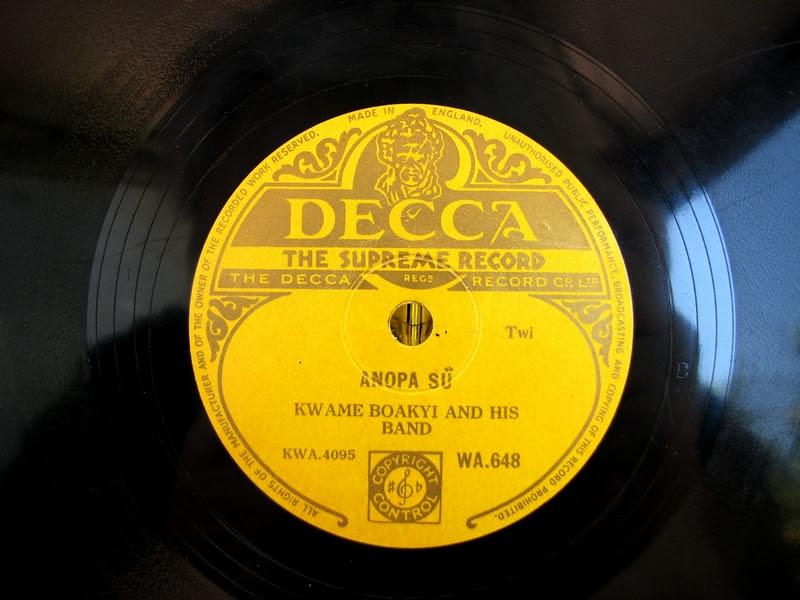 ALL RIGHTS OF THE MANUFACTURER AND OF THE OWNER OF THE RECORDED WORK RESERVED. MADE IN ENGLAND. UNAUTHORISED PUBLIC PERFORMANCE, BROADCASTING AND COPYING OF THIS RECORD PROHIBITED.
DECCA
THE SUPREME RECORD
THE DECCA REGD RECORD CO. LTD
Twi
ANOPA SÜ
KWAME BOAKYI AND HIS
BAND
KWA.4095 WA.648
COPYRIGHT
CONTROL
B